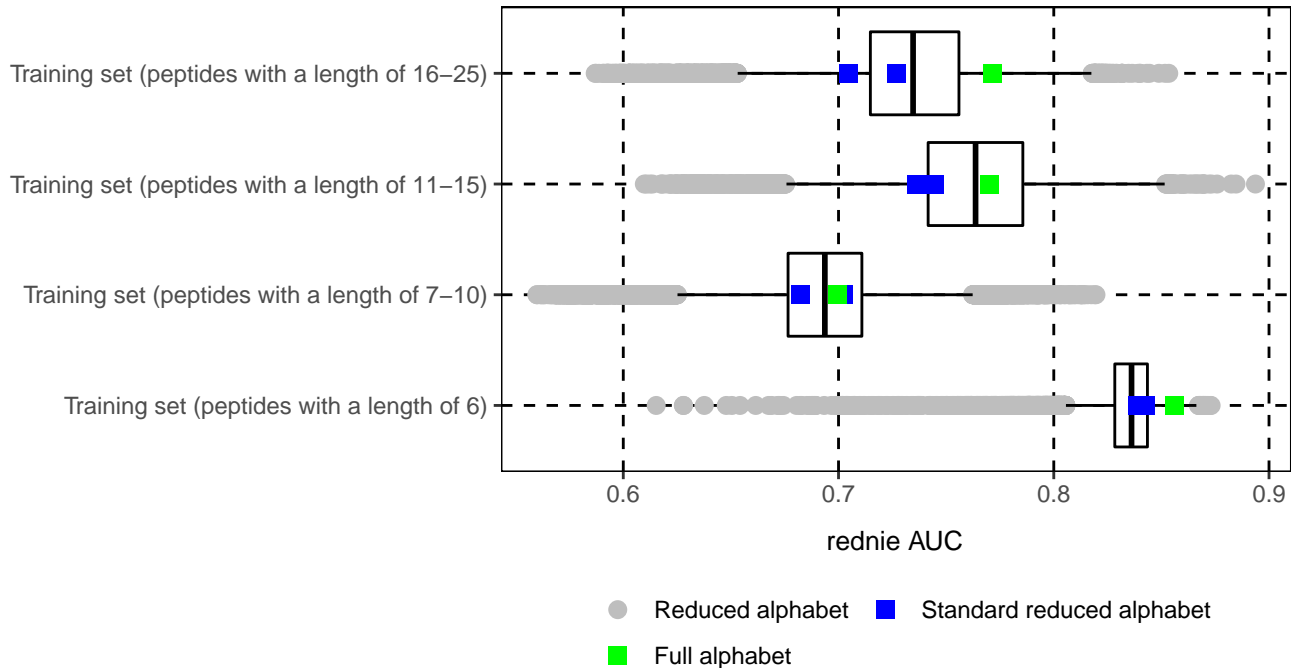 Training set (peptides with a length of 16−25)
Training set (peptides with a length of 11−15)
Training set (peptides with a length of 7−10)
Training set (peptides with a length of 6)
0.6 0.7 0.8 0.9
rednie AUC
Reduced alphabet Standard reduced alphabet
Full alphabet